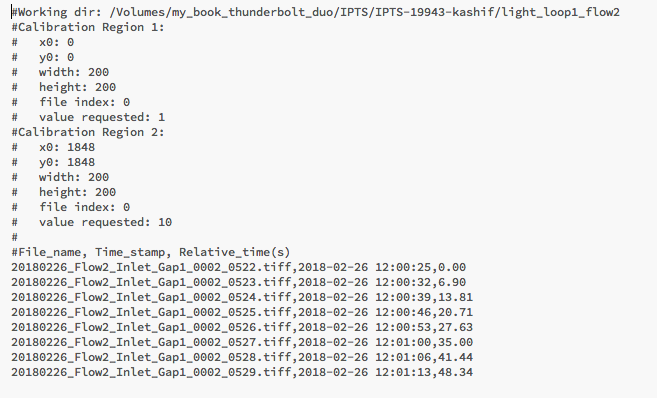 #Working dir: /Volumes/my_book_thunderbolt_duo/IPTS/IPTS-19943-kashif/light_loop1_flow2
#Calibration Region 1:
#   x0: 0
#   y0: 0
#   width: 200
#   height: 200
#   file index: 0
#   value requested: 1
#Calibration Region 2:
#   x0: 1848
#   y0: 1848
#   width: 200
#   height: 200
#   file index: 0
#   value requested: 10
#
#File_name, Time_stamp, Relative_time(s)
20180226_Flow2_Inlet_Gap1_0002_0522.tiff,2018-02-26 12:00:25,0.00
20180226_Flow2_Inlet_Gap1_0002_0523.tiff,2018-02-26 12:00:32,6.90
20180226_Flow2_Inlet_Gap1_0002_0524.tiff,2018-02-26 12:00:39,13.81
20180226_Flow2_Inlet_Gap1_0002_0525.tiff,2018-02-26 12:00:46,20.71
20180226_Flow2_Inlet_Gap1_0002_0526.tiff,2018-02-26 12:00:53,27.63
20180226_Flow2_Inlet_Gap1_0002_0527.tiff,2018-02-26 12:01:00,35.00
20180226_Flow2_Inlet_Gap1_0002_0528.tiff,2018-02-26 12:01:06,41.44
20180226_Flow2_Inlet_Gap1_0002_0529.tiff,2018-02-26 12:01:13,48.34